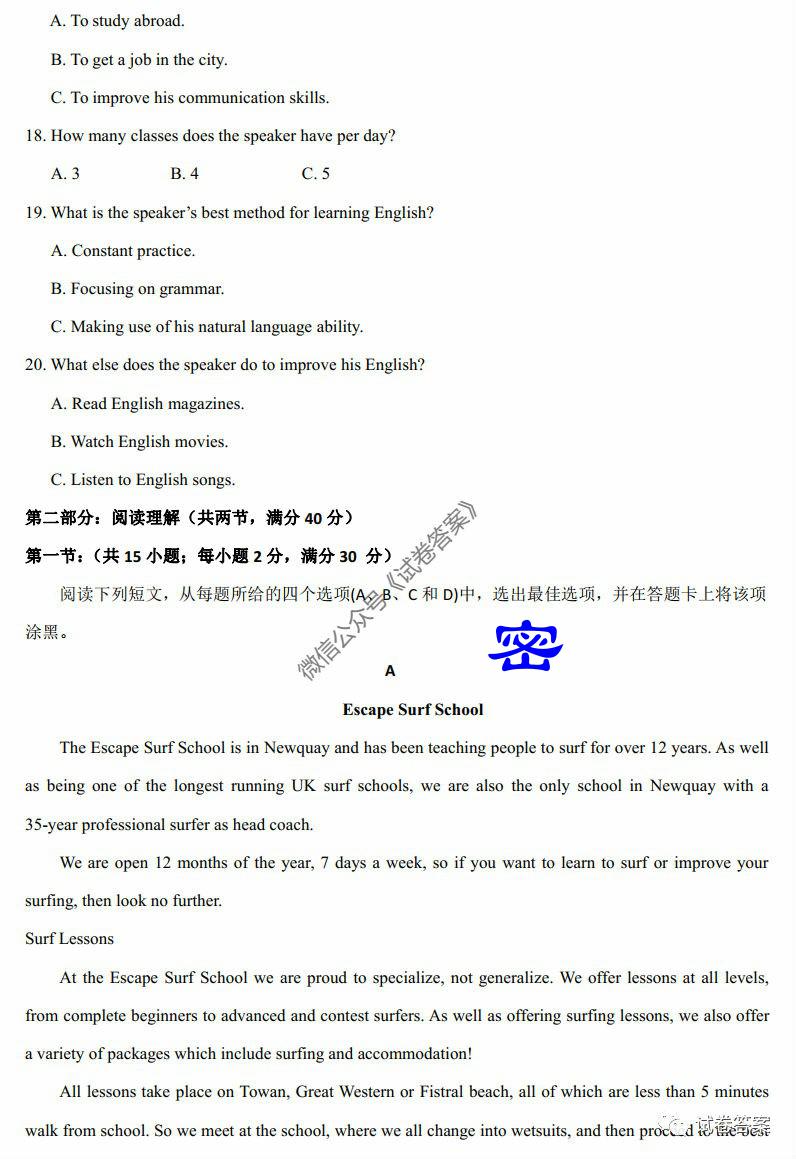 A. To study abroad.
B. To get a job in the city.
C. To improve his communication skills.
18. How many classes does the speaker have per day?
A. 3 B. 4 C. 5
19. What is the speaker’s best method for learning English?
A. Constant practice.
B. Focusing on grammar.
C. Making use of his natural language ability.
20. What else does the speaker do to improve his English?
A. Read English magazines.
B. Watch English movies.
C. Listen to English songs.
第二部分：阅读理解（共两节，满分 40 分）
第一节：（共 15 小题；每小题 2 分，满分 30 分）
阅读下列短文，从每题所给的四个选项(A、B、C 和 D)中，选出最佳选项，并在答题卡上将该项
涂黑。
微信公众号《试卷答案》
密
A
Escape Surf School
The Escape Surf School is in Newquay and has been teaching people to surf for over 12 years. As well
as being one of the longest running UK surf schools, we are also the only school in Newquay with a
35-year professional surfer as head coach.
We are open 12 months of the year, 7 days a week, so if you want to learn to surf or improve your
surfing, then look no further.
Surf Lessons
At the Escape Surf School we are proud to specialize, not generalize. We offer lessons at all levels,
from complete beginners to advanced and contest surfers. As well as offering surfing lessons, we also offer
a variety of packages which include surfing and accommodation!
All lessons take place on Towan, Great Western or Fistral beach, all of which are less than 5 minutes
walk from school. So we meet at the school, where we all change into wetsuits, and then proceed to the best
试卷答案